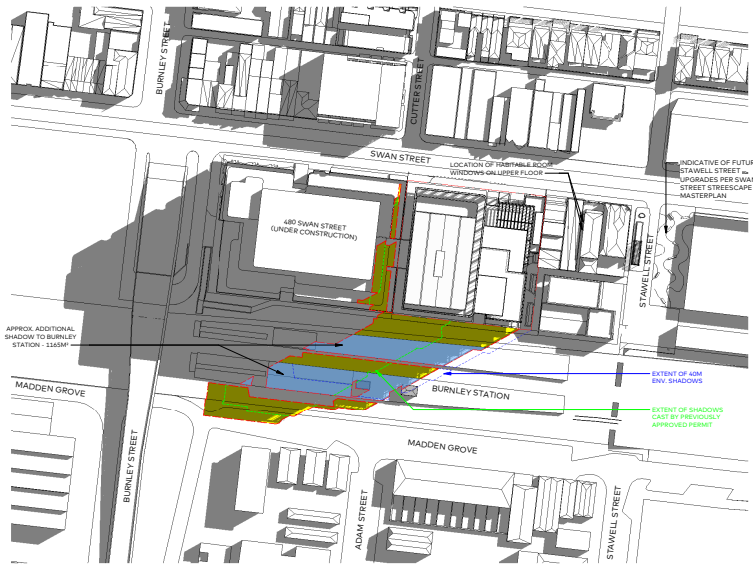 BURNLEY STREET
CUTTER STREET
SWAN STREET
LOCATION OF HABITABLE ROOM
WINDOWS ON UPPER FLOOR
INDICATIVE OF FUTUR
STAWELL STREET
UPGRADES PER SWAN
STREET STREESCAPE
MASTERPLAN
480 SWAN STREET
(UNDER CONSTRUCTION)
STAWELL STREET
APPROX. ADDITIONAL
SHADOW TO BURNLEY
STATION - 1165M²
EXTENT OF 40M
ENV. SHADOWS
MADDEN GROVE
BURNLEY STATION
EXTENT OF SHADOWS
CAST BY PREVIOUSLY
APPROVED PERMIT
MADDEN GROVE
BURNLEY STREET
ADAM STREET
STAWELL STREET